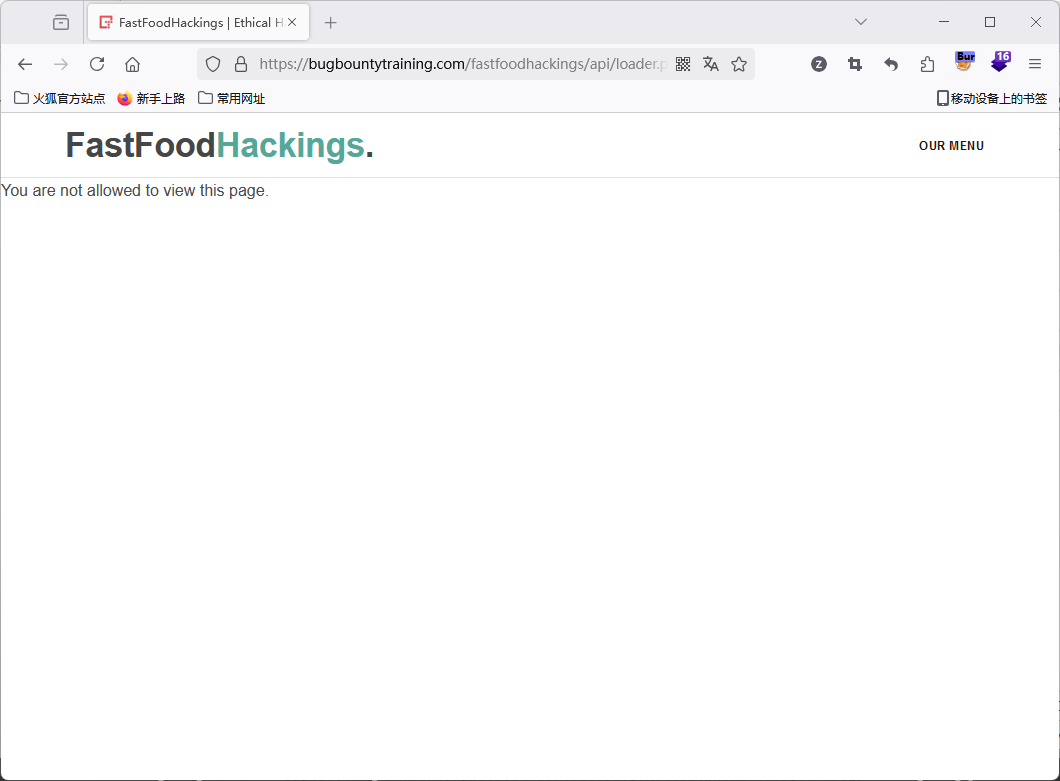 FastFoodHackings | Ethical H
https://bugbountytraining.com/fastfoodhackings/api/loader.p
Z
Bur
16
火狐官方站点 新手上路 常用网址 移动设备上的书签
FastFoodHackings.
OUR MENU
You are not allowed to view this page.